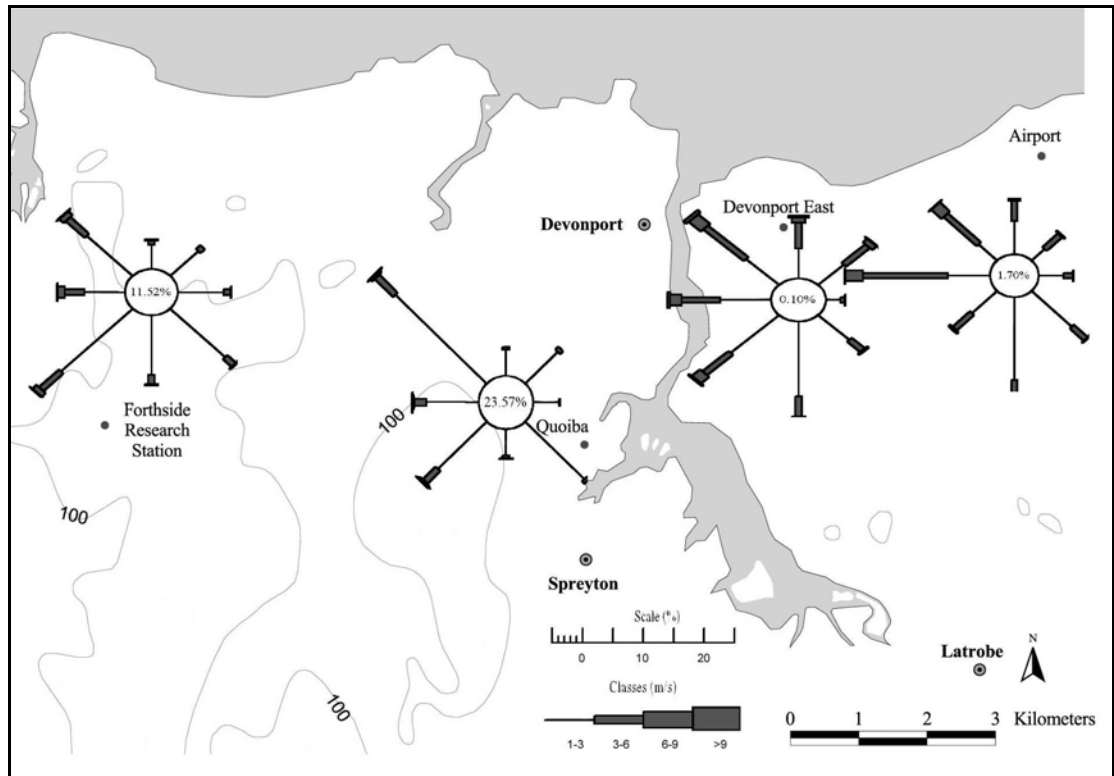 Airport
Devonport
Devonport East
11.52%
0.10%
1.70%
23.57%
Forthside
Research
Station
100
Quoiba
100
Spreyton
Scale (%)
0 10 20
Latrobe
N
Classes (m/s)
1-3 3-6 6-9 >9
100
0 1 2 3 Kilometers